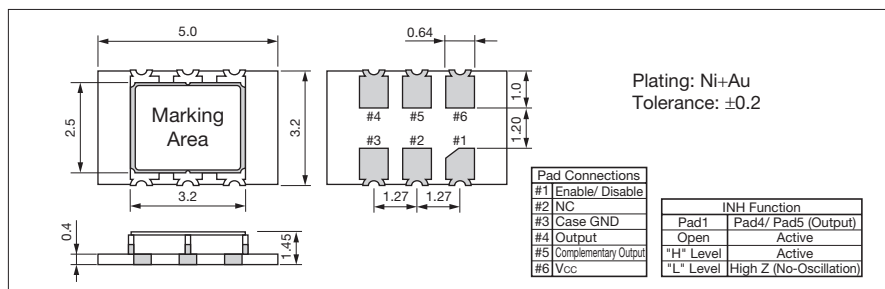 5.0
0.64
2.5
Marking
Area
3.2
3.2
1.0
1.20
#4
#5
#6
#3
#2
#1
1.27
1.27
0.4
1.45
Plating: Ni+Au
Tolerance: ±0.2
Pad Connections
#1 Enable/ Disable
#2 NC
#3 Case GND
#4 Output
#5 Complementary Output
#6 Vcc
INH Function
Pad1 Pad4/ Pad5 (Output)
Open Active
"H" Level Active
"L" Level High Z (No-Oscillation)